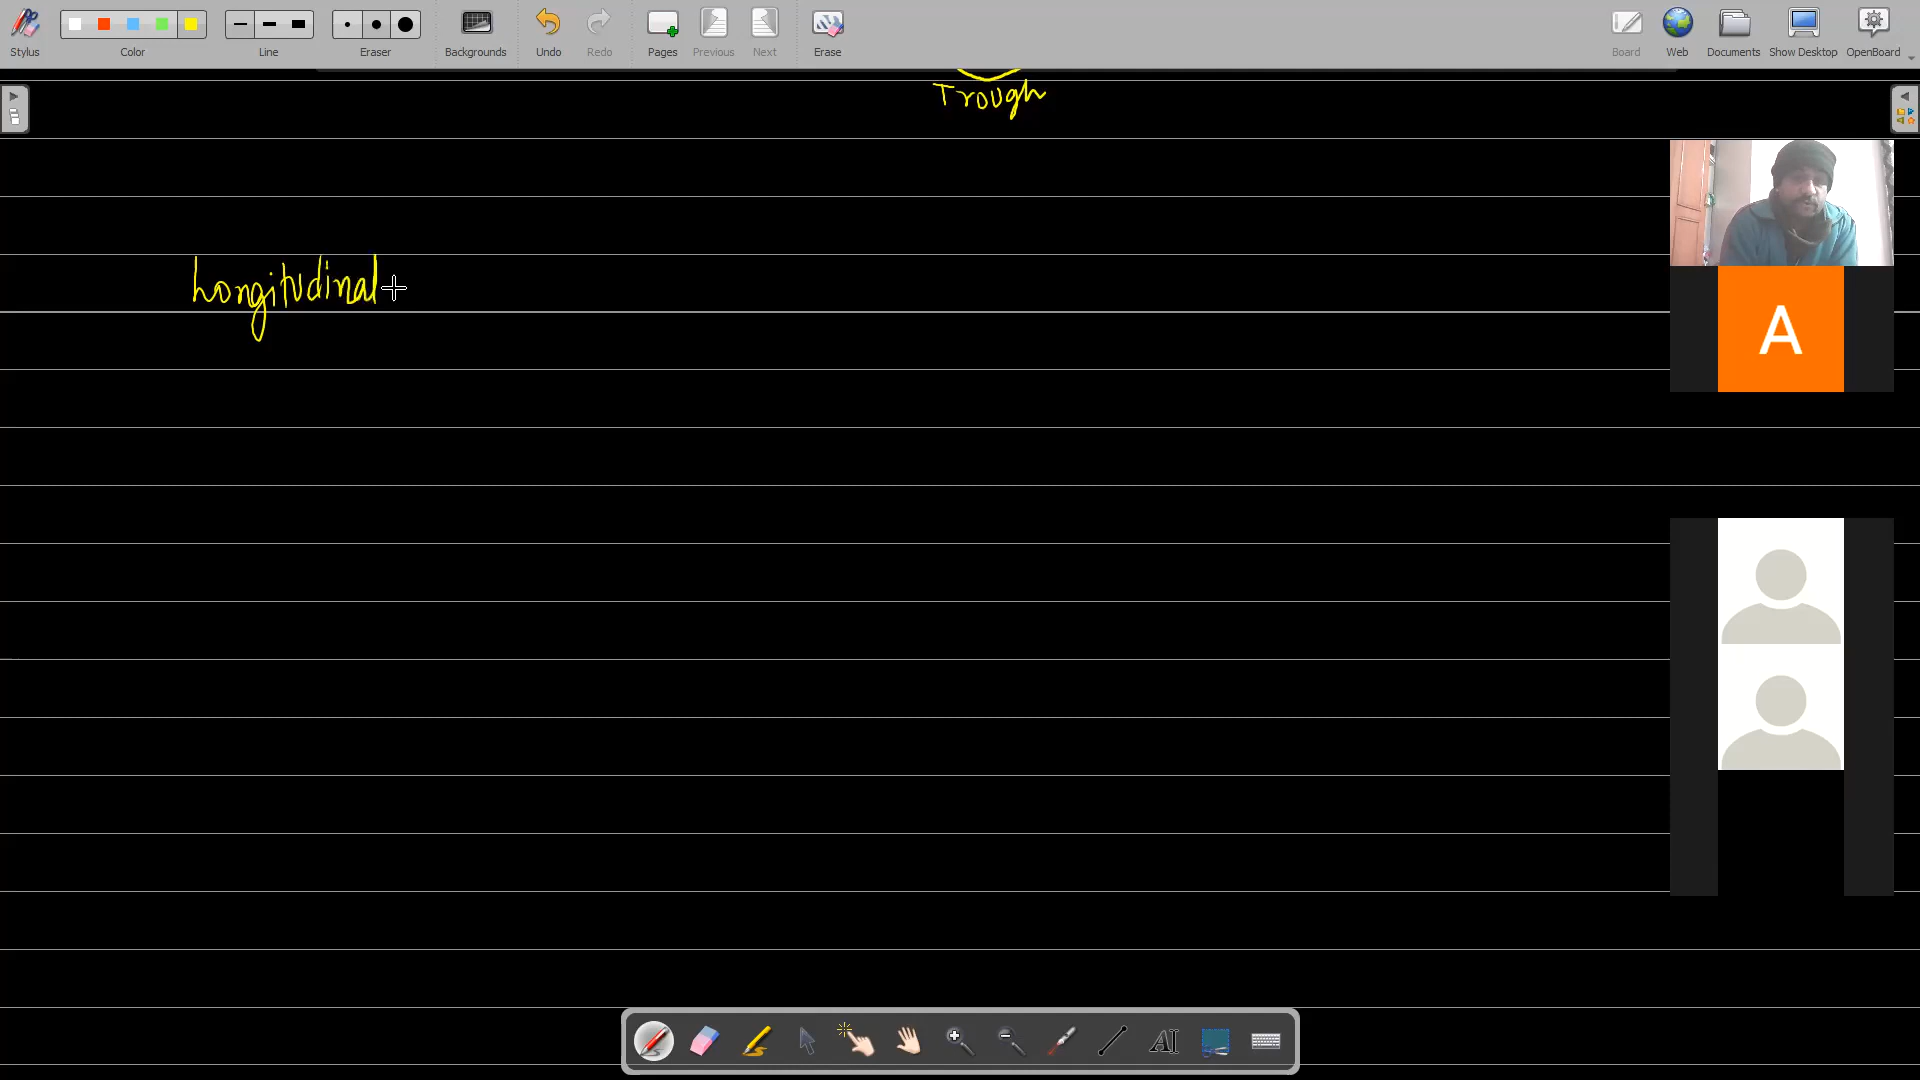 Stylus Color Line Eraser Backgrounds Undo Redo Pages Previous Next Erase Board Web Documents Show Desktop OpenBoard
Trough
Longitudinal
A
AI